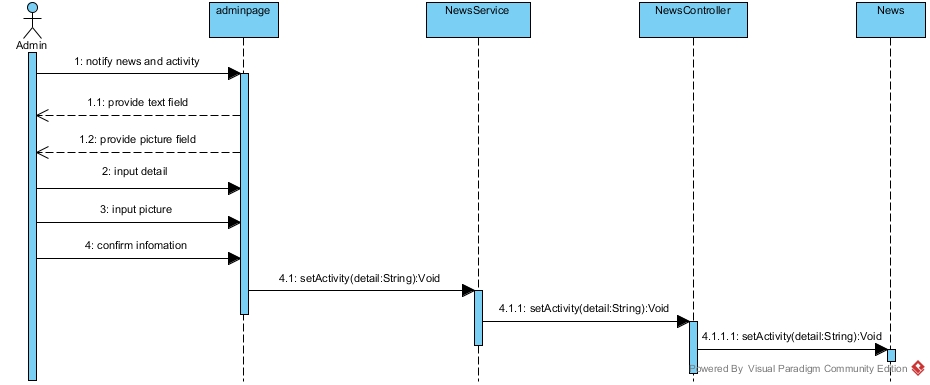 adminpage
NewsService
NewsController
News
Admin
1: notify news and activity
1.1: provide text field
1.2: provide picture field
2: input detail
3: input picture
4: confirm infomation
4.1: setActivity(detail:String):Void
4.1.1: setActivity(detail:String):Void
4.1.1.1: setActivity(detail:String):Void
Powered By Visual Paradigm Community Edition